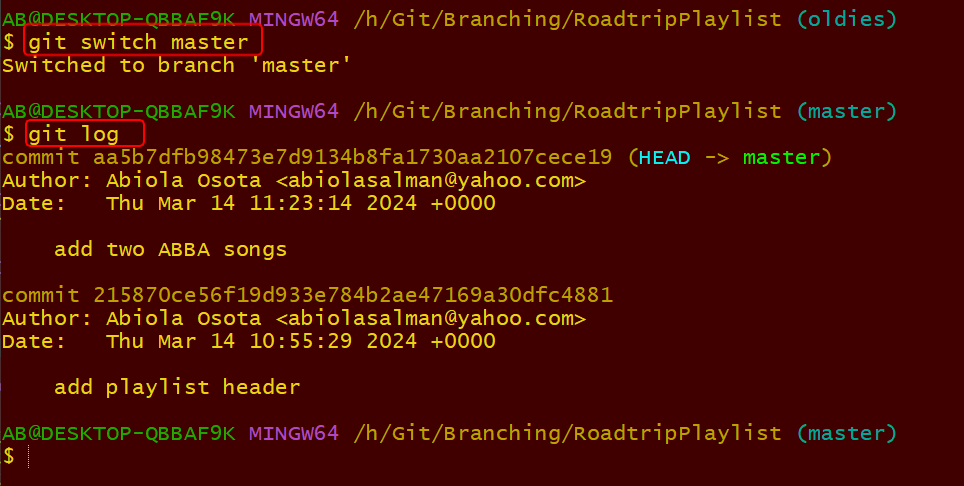 AB@DESKTOP-QBBAF9K MINGW64 /h/Git/Branching/RoadtripPlaylist (oldies)
$ git switch master
Switched to branch 'master'
AB@DESKTOP-QBBAF9K MINGW64 /h/Git/Branching/RoadtripPlaylist (master)
$ git log
commit aa5b7dfb98473e7d9134b8fa1730aa2107cece19 (HEAD -> master)
Author: Abiola Osota <abiolasalman@yahoo.com>
Date:   Thu Mar 14 11:23:14 2024 +0000
    add two ABBA songs
commit 215870ce56f19d933e784b2ae47169a30dfc4881
Author: Abiola Osota <abiolasalman@yahoo.com>
Date:   Thu Mar 14 10:55:29 2024 +0000
    add playlist header
AB@DESKTOP-QBBAF9K MINGW64 /h/Git/Branching/RoadtripPlaylist (master)
$